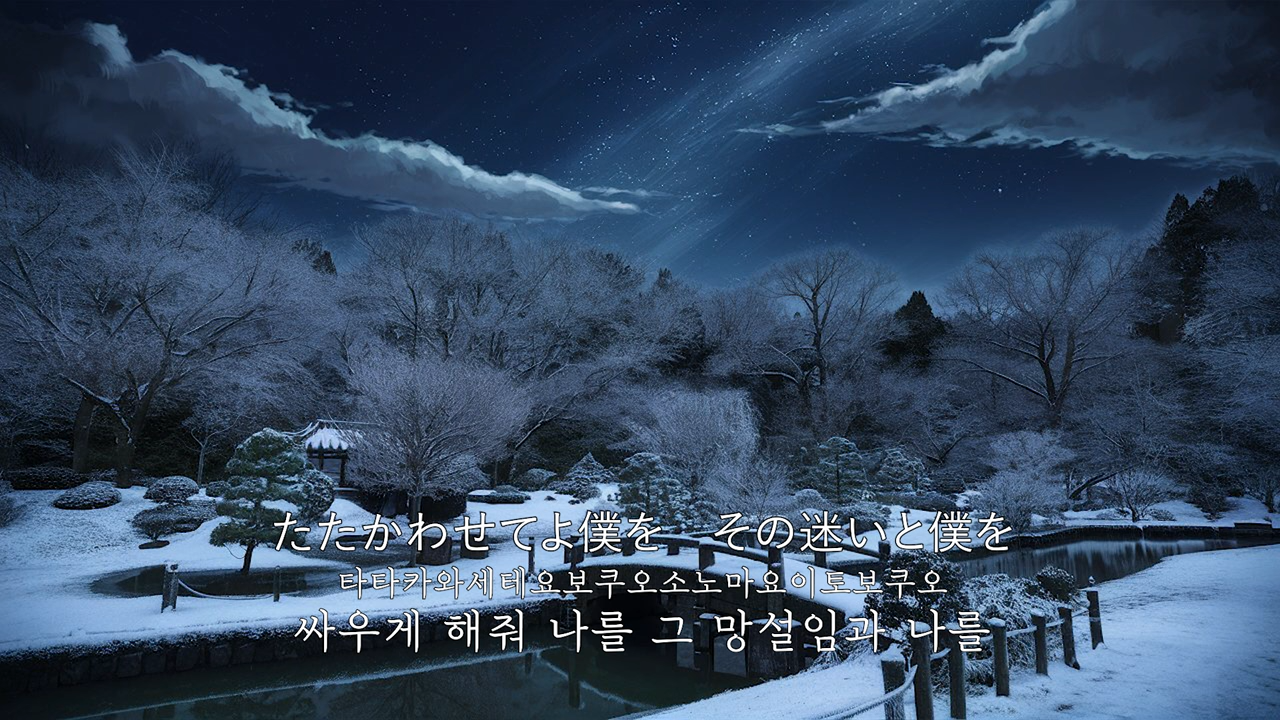 たたかわせてよ僕を　その迷いと僕を
타타카와세테요보쿠오소노마요이토보쿠오
싸우게 해줘 나를 그 망설임과 나를